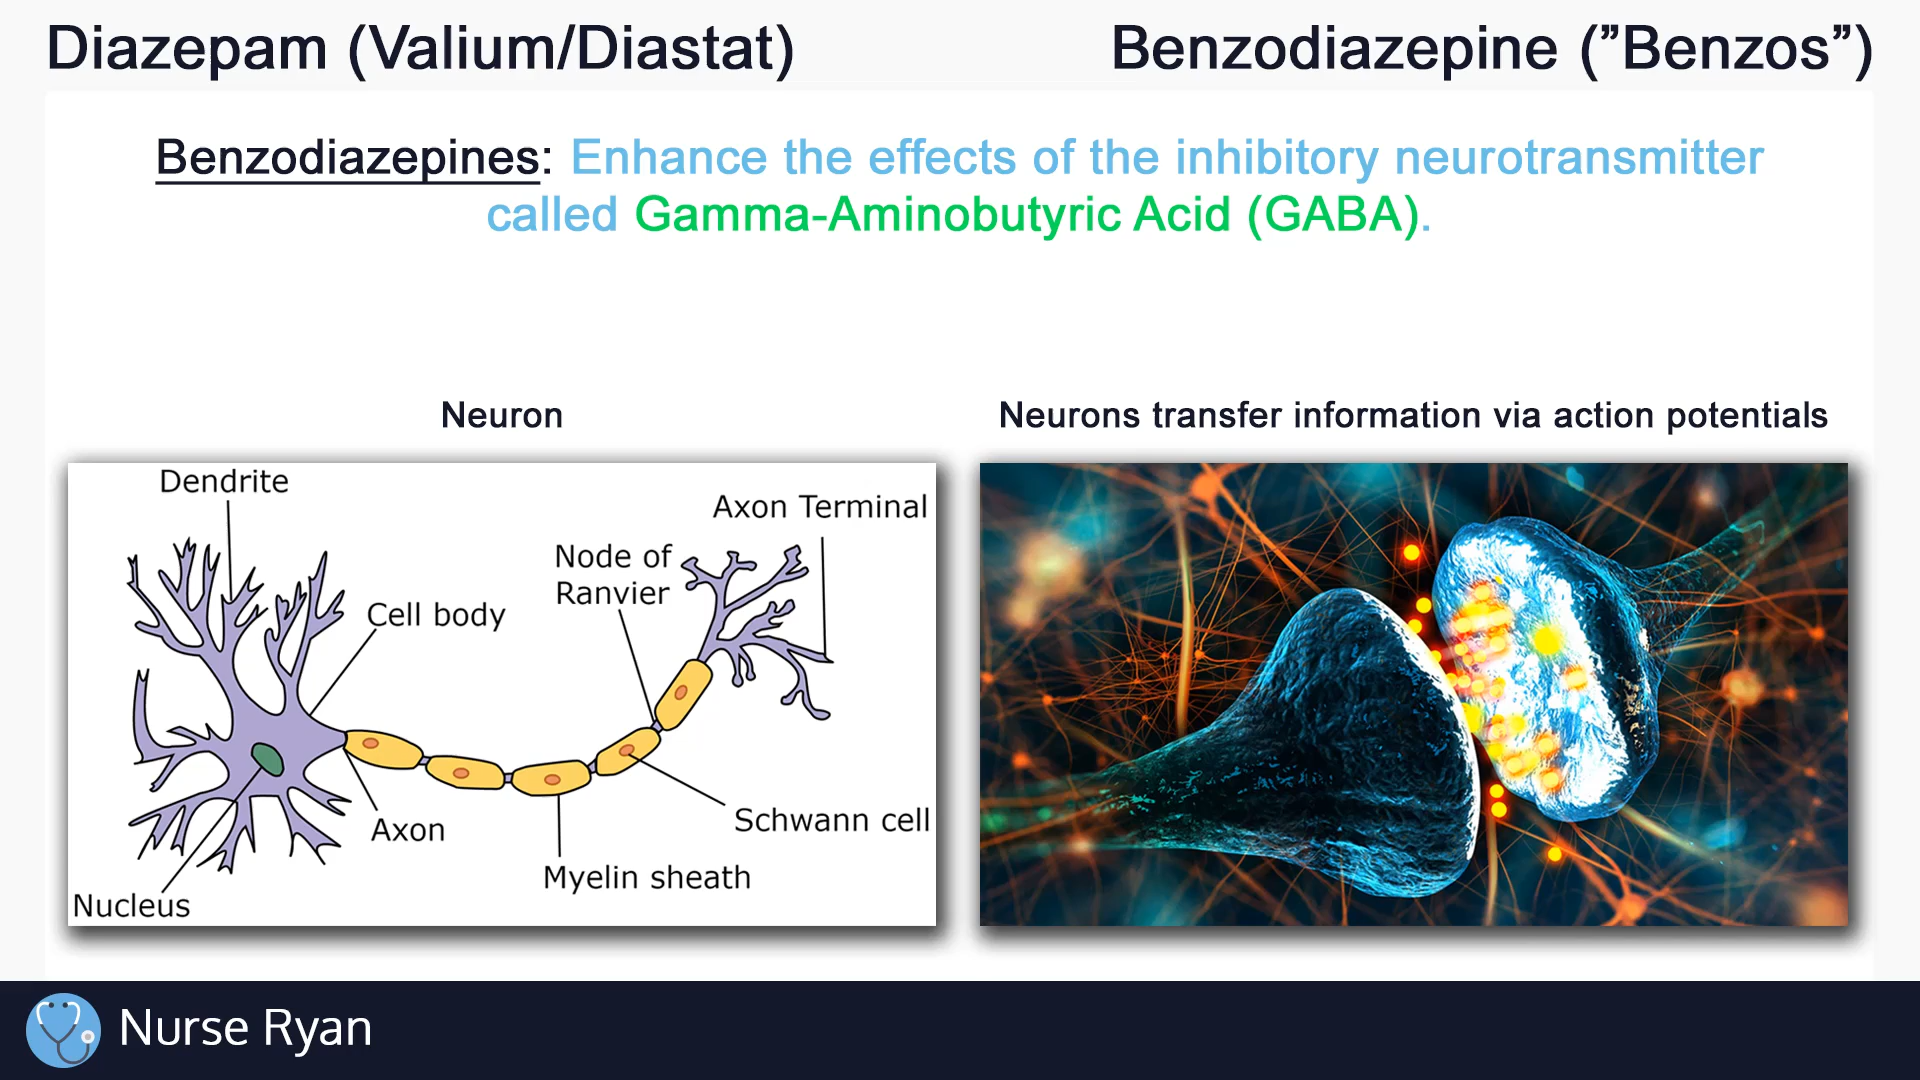 Diazepam (Valium/Diastat)
Benzodiazepine (”Benzos”)
Benzodiazepines: Enhance the effects of the inhibitory neurotransmitter
called Gamma-Aminobutyric Acid (GABA).
Neuron
Neurons transfer information via action potentials
Dendrite
Axon Terminal
Node of
Ranvier
Cell body
Schwann cell
Axon
Myelin sheath
Nucleus
Nurse Ryan